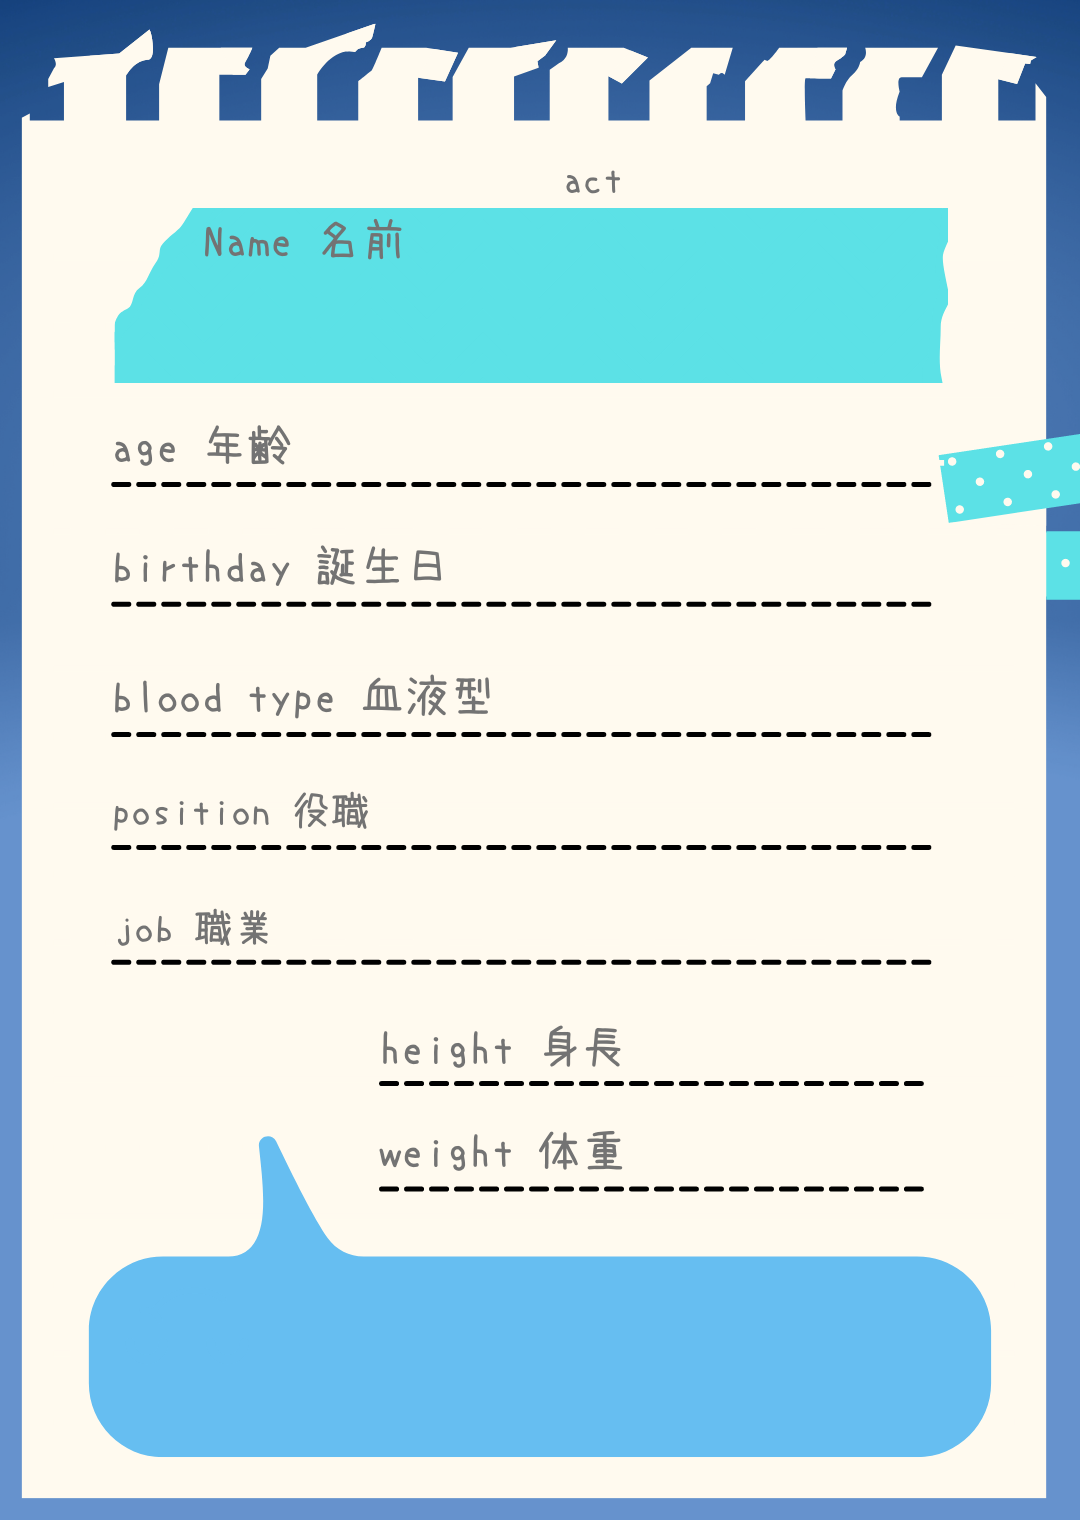 act
Name 名前
age 年齢
birthday 誕生日
blood type 血液型
position 役職
job 職業
height 身長
weight 体重